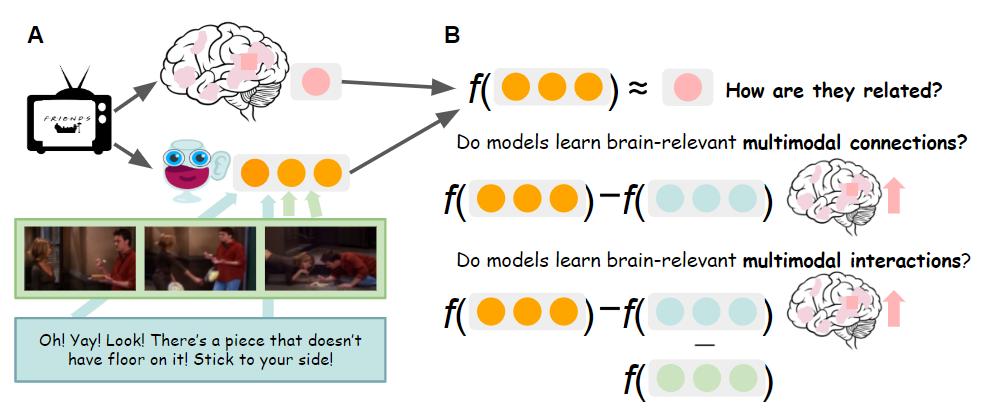 A
B
FRIENDS
f( ) ≈ How are they related?
Do models learn brain-relevant multimodal connections?
f( ) − f( )
Do models learn brain-relevant multimodal interactions?
f( ) − f( )
−
f( )
Oh! Yay! Look! There's a piece that doesn't
have floor on it! Stick to your side!